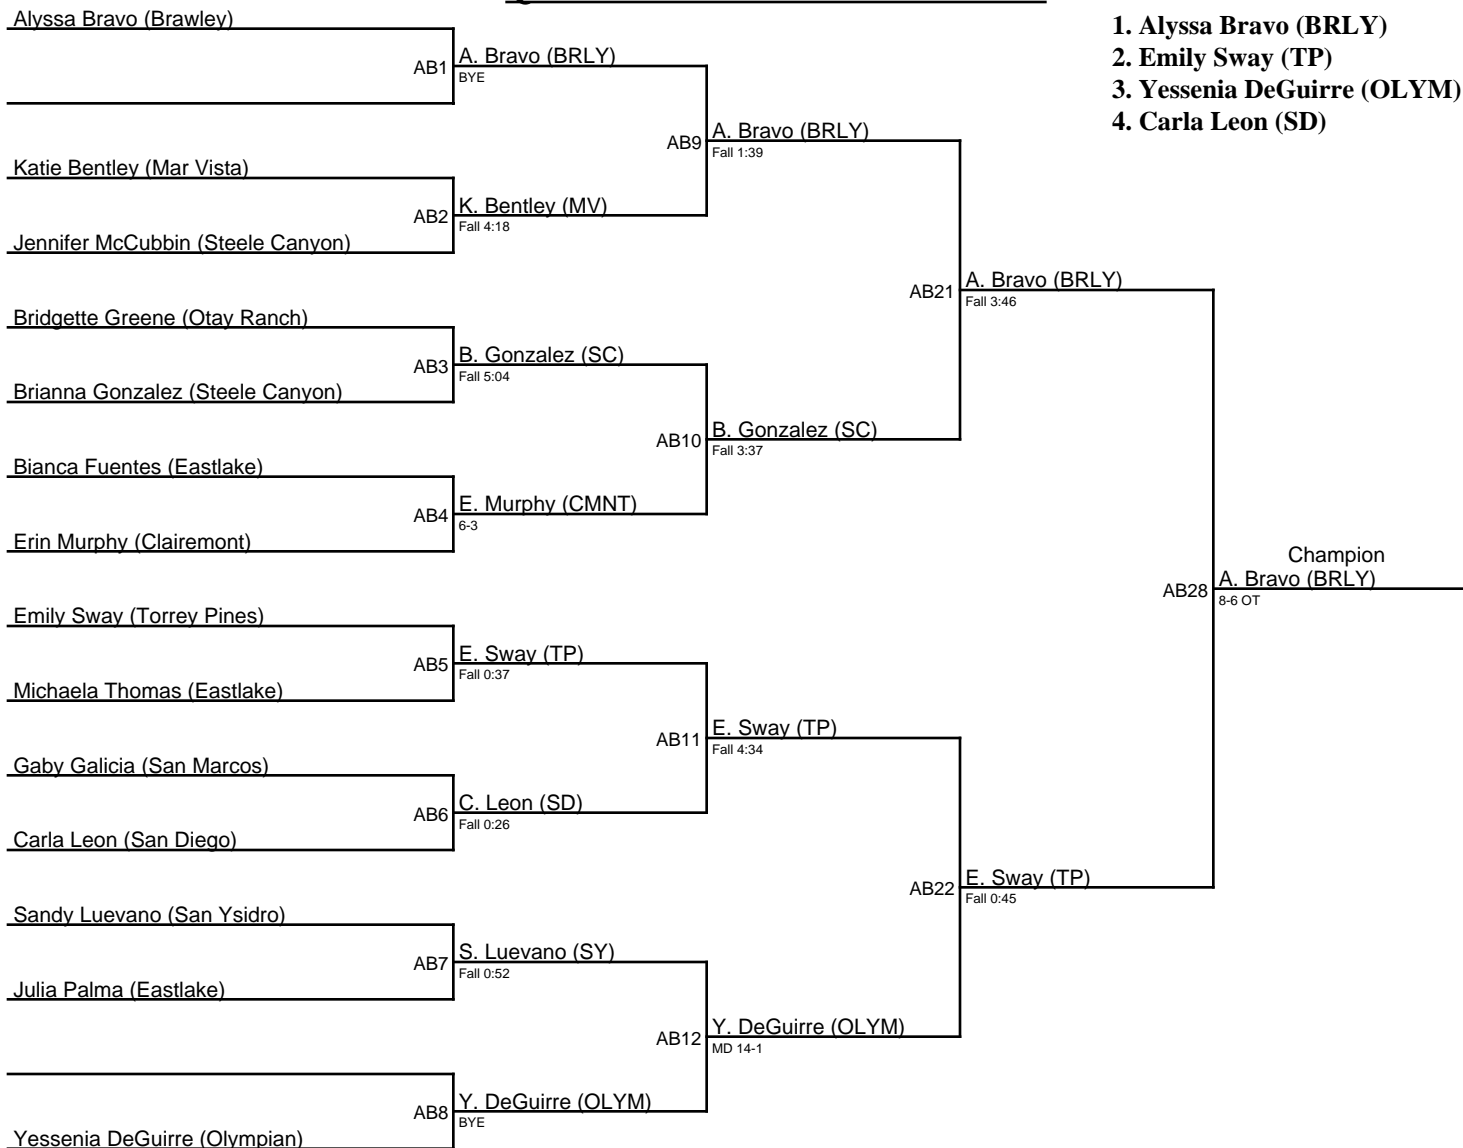 Alyssa Bravo (Brawley)
1. Alyssa Bravo (BRLY)
2. Emily Sway (TP)
3. Yessenia DeGuirre (OLYM)
4. Carla Leon (SD)
AB1
A. Bravo (BRLY)
BYE
AB9
A. Bravo (BRLY)
Fall 1:39
Katie Bentley (Mar Vista)
AB2
K. Bentley (MV)
Fall 4:18
Jennifer McCubbin (Steele Canyon)
AB21
A. Bravo (BRLY)
Fall 3:46
Bridgette Greene (Otay Ranch)
AB3
B. Gonzalez (SC)
Fall 5:04
Brianna Gonzalez (Steele Canyon)
AB10
B. Gonzalez (SC)
Fall 3:37
Bianca Fuentes (Eastlake)
AB4
E. Murphy (CMNT)
6-3
Erin Murphy (Clairemont)
Champion
AB28
A. Bravo (BRLY)
8-6 OT
Emily Sway (Torrey Pines)
AB5
E. Sway (TP)
Fall 0:37
Michaela Thomas (Eastlake)
AB11
E. Sway (TP)
Fall 4:34
Gaby Galicia (San Marcos)
AB6
C. Leon (SD)
Fall 0:26
Carla Leon (San Diego)
AB22
E. Sway (TP)
Fall 0:45
Sandy Luevano (San Ysidro)
AB7
S. Luevano (SY)
Fall 0:52
Julia Palma (Eastlake)
AB12
Y. DeGuirre (OLYM)
MD 14-1
AB8
Y. DeGuirre (OLYM)
BYE
Yessenia DeGuirre (Olympian)